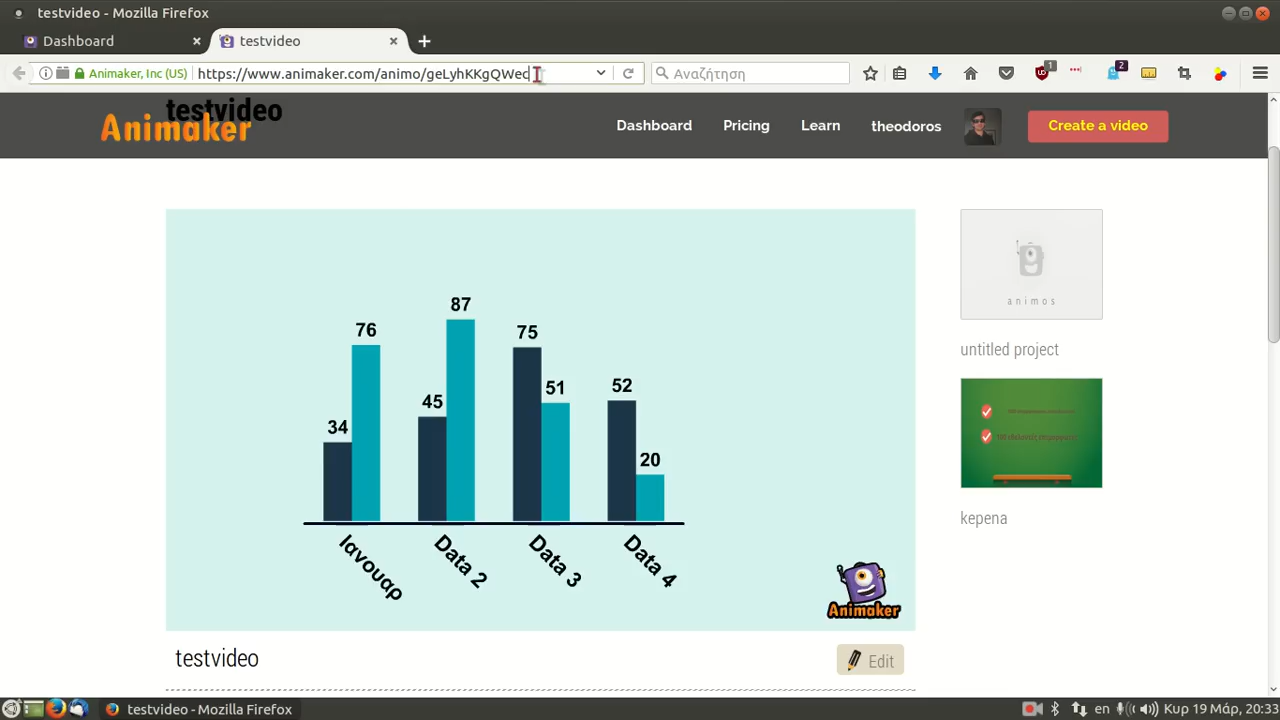 testvideo - Mozilla Firefox
Dashboard
testvideo
Animaker, Inc (US)
https://www.animaker.com/animo/geLyhKKgQWec
Αναζήτηση
1
2
testvideo
Animaker
Dashboard
Pricing
Learn
theodoros
Create a video
76
87
75
34
45
51
52
20
Ιανουαρ
Data 2
Data 3
Data 4
Animaker
animos
untitled project
kepena
testvideo
Edit
testvideo - Mozilla Firefox
en
Κυρ 19 Μάρ, 20:33